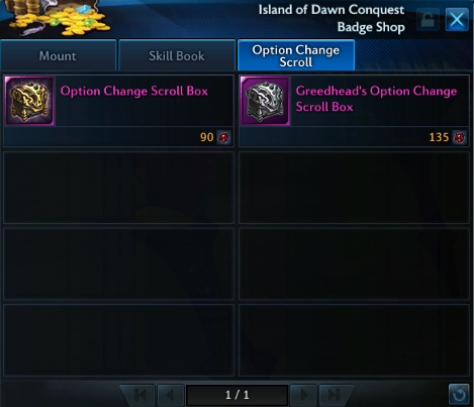 Island of Dawn Conquest
Badge Shop
Mount
Skill Book
Option Change
Scroll
Option Change Scroll Box
90
Greedhead's Option Change
Scroll Box
135
1 / 1